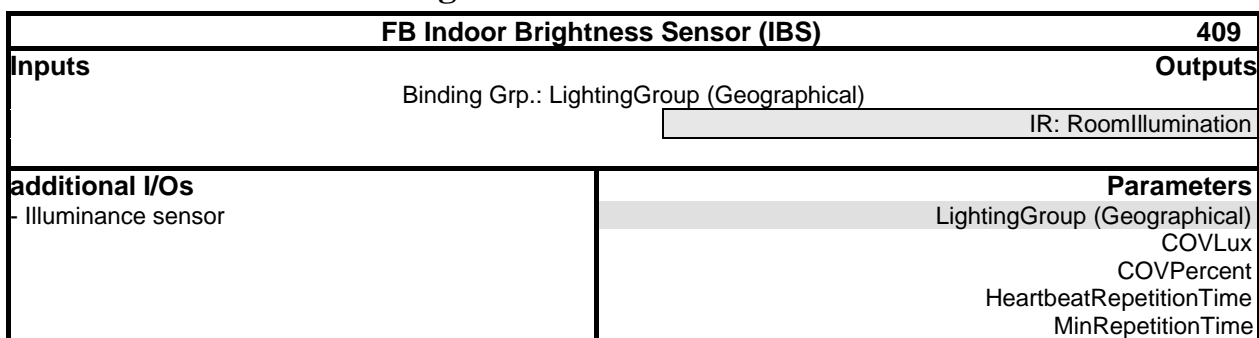 FB Indoor Brightness Sensor (IBS) 409
Inputs Outputs
Binding Grp.: LightingGroup (Geographical)
IR: RoomIllumination
additional I/Os Parameters
- Illuminance sensor LightingGroup (Geographical)
COVLux
COVPercent
HeartbeatRepetitionTime
MinRepetitionTime